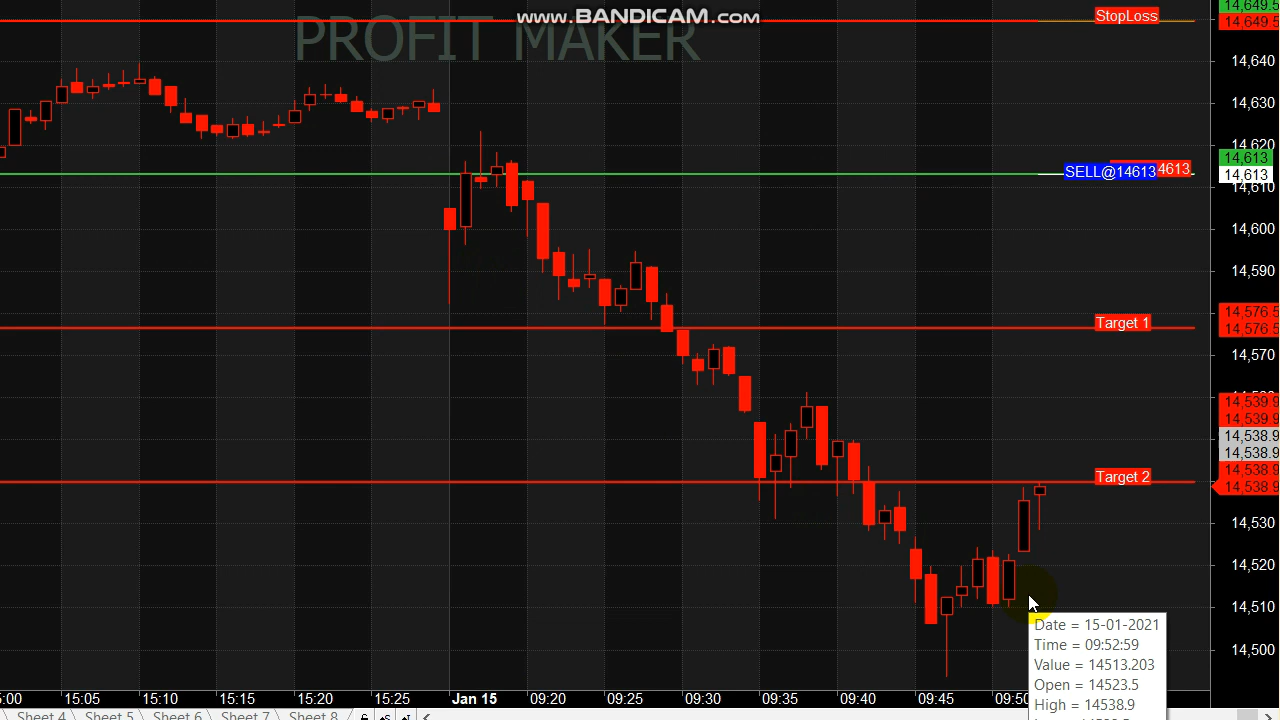 www.BANDICAM.com
PROFIT MAKER
StopLoss
14,649.5
14,649.5
14,640
14,630
14,620
14,613
SELL@14613
4613
14,613
14,610
14,600
14,590
14,576.5
Target 1
14,576.5
14,570
14,539.9
14,539.9
14,538.9
14,538.9
14,538.9
Target 2
14,538.9
14,530
14,520
14,510
14,500
Date = 15-01-2021
Time = 09:52:59
Value = 14513.203
Open = 14523.5
High = 14538.9
5:00 15:05 15:10 15:15 15:20 15:25 Jan 15 09:20 09:25 09:30 09:35 09:40 09:45 09:50
Sheet 4 Sheet 5 Sheet 6 Sheet 7 Sheet 8